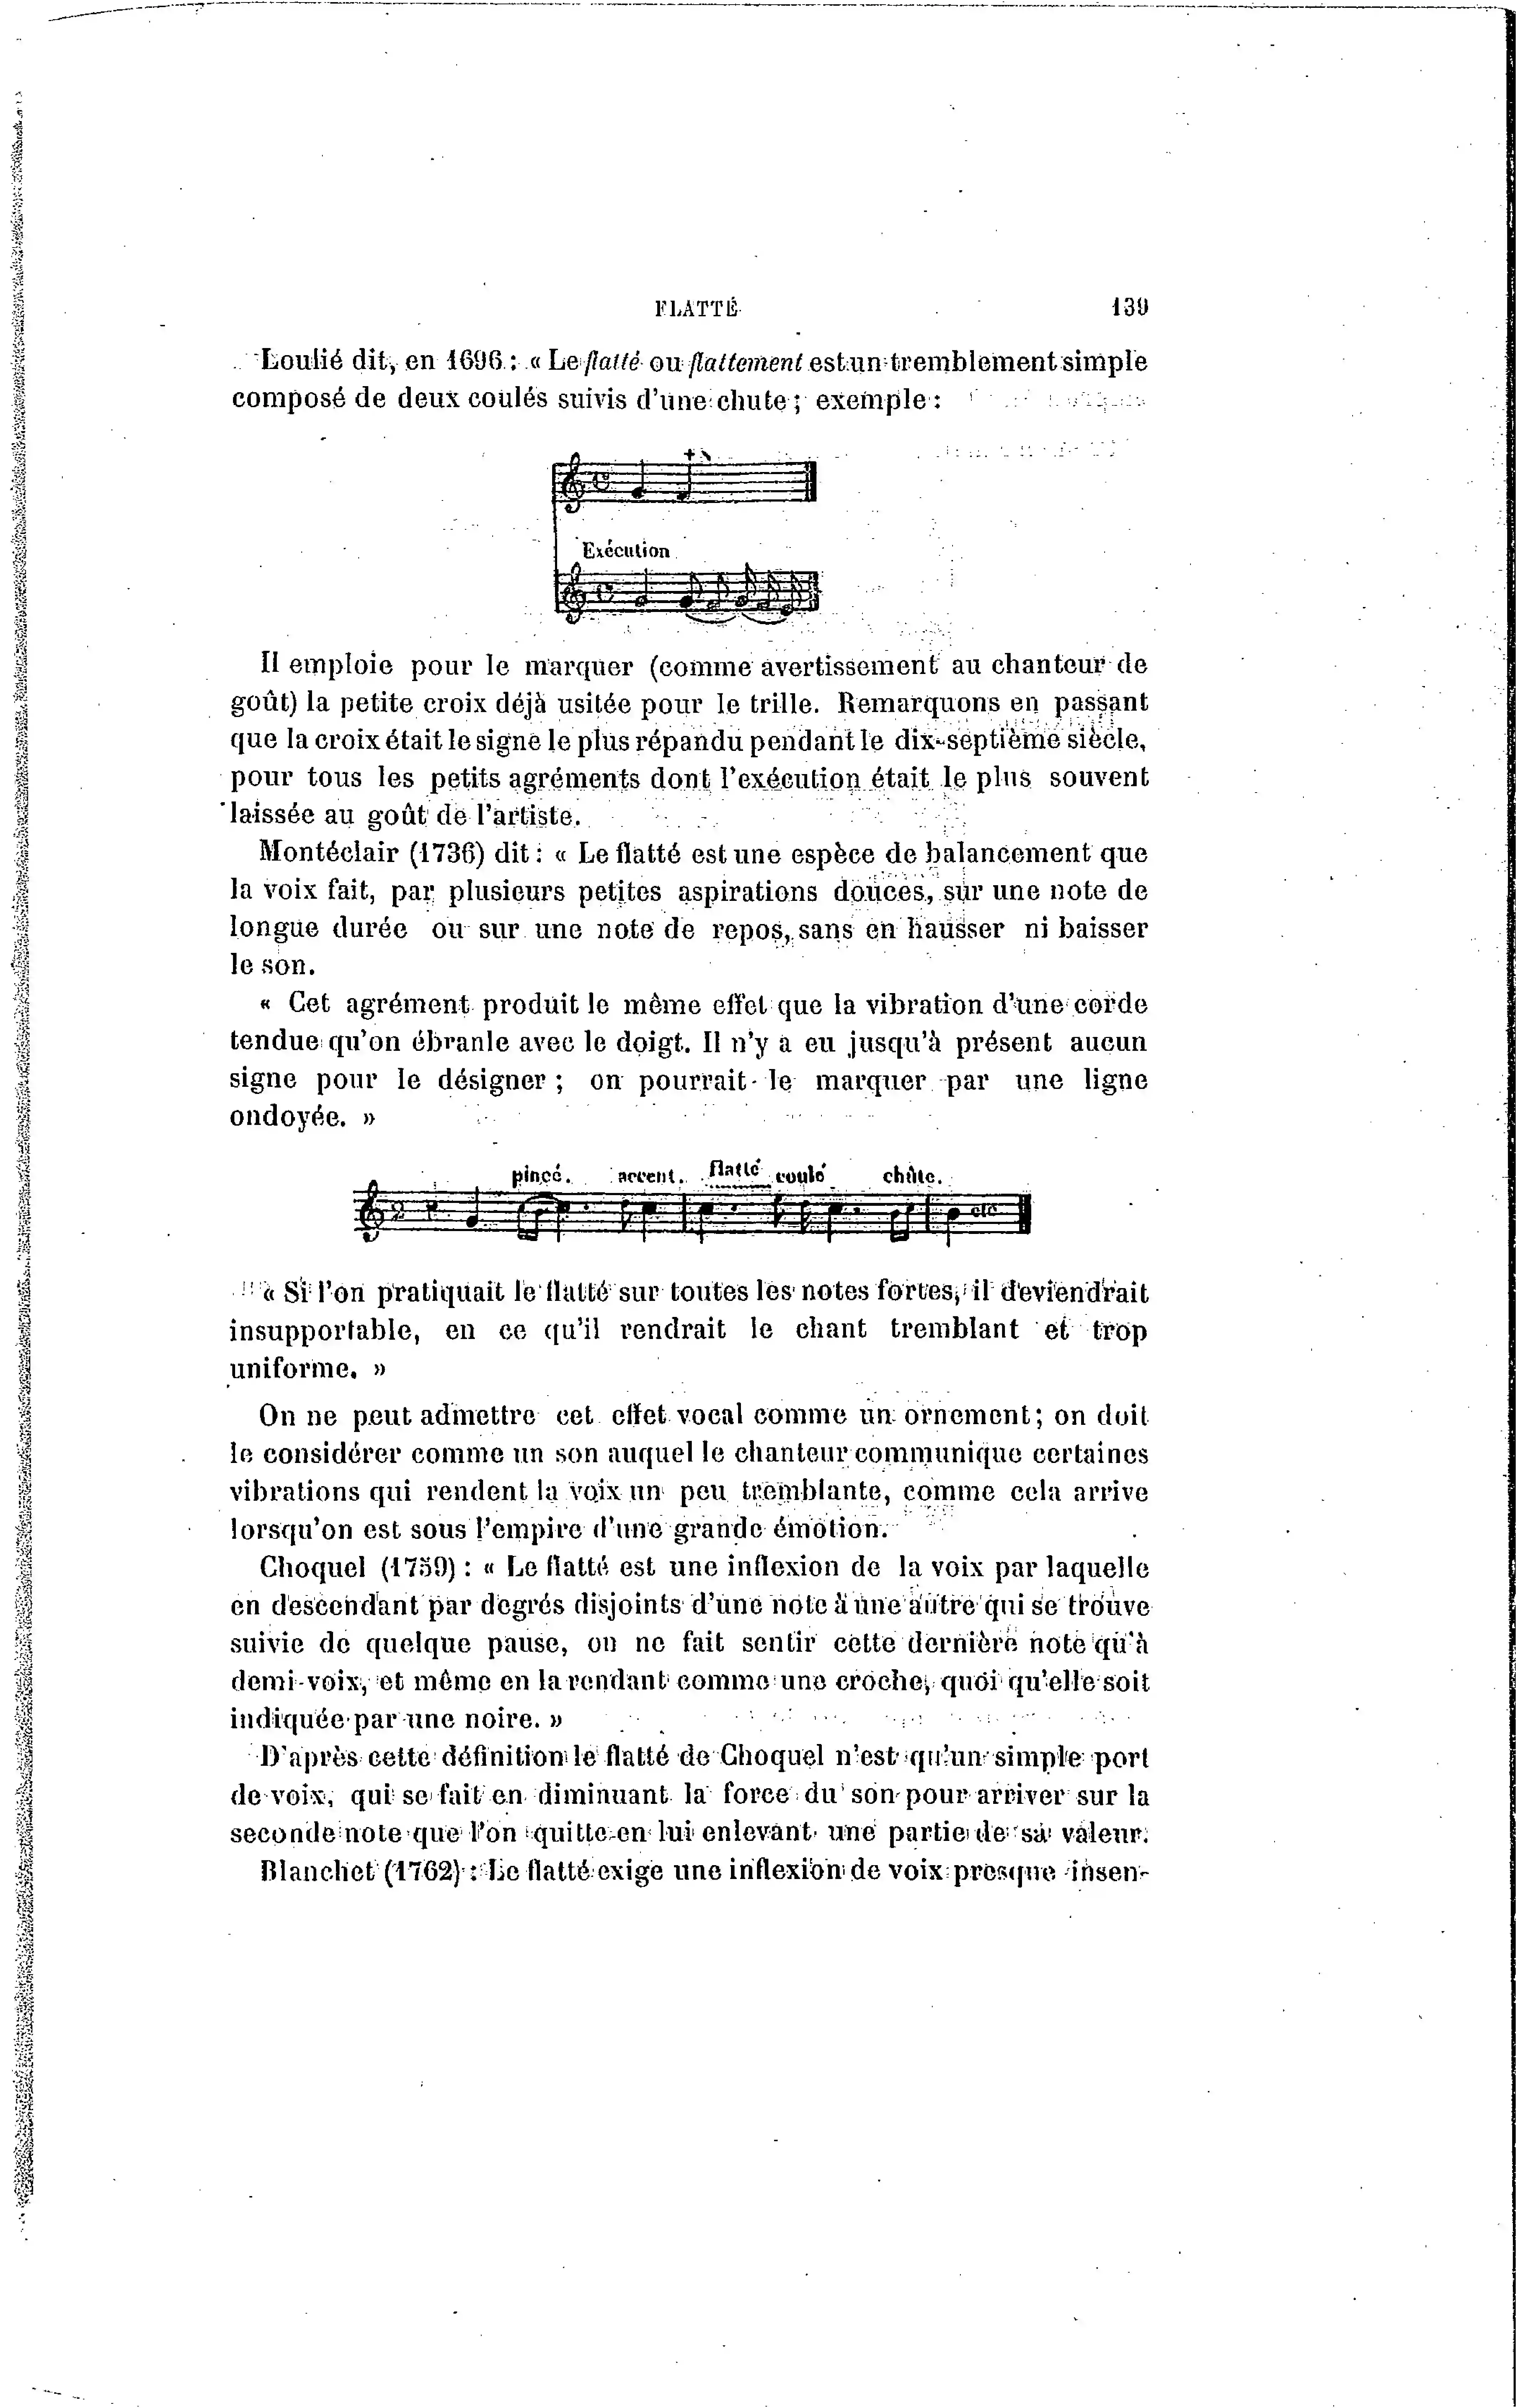 FLATTÉ 139
Loulié dit, en 1696 : « Le flatté ou flattement est un tremblement simple
composé de deux coulés suivis d'une chute ; exemple :
Exécution
Il emploie pour le marquer (comme avertissement au chanteur de
goût) la petite croix déjà usitée pour le trille. Remarquons en passant
que la croix était le signe le plus répandu pendant le dix-septième siècle,
pour tous les petits agréments dont l'exécution était le plus souvent
laissée au goût de l'artiste.
Montéclair (1736) dit : « Le flatté est une espèce de balancement que
la voix fait, par plusieurs petites aspirations douces, sur une note de
longue durée ou sur une note de repos, sans en hausser ni baisser
le son.
« Cet agrément produit le même effet que la vibration d'une corde
tendue qu'on ébranle avec le doigt. Il n'y a eu jusqu'à présent aucun
signe pour le désigner ; on pourrait le marquer par une ligne
ondoyée. »
pincé. accent. flatté coulé chûte.
etc
« Si l'on pratiquait le flatté sur toutes les notes fortes, il deviendrait
insupportable, en ce qu'il rendrait le chant tremblant et trop
uniforme. »
On ne peut admettre cet effet vocal comme un ornement ; on doit
le considérer comme un son auquel le chanteur communique certaines
vibrations qui rendent la voix un peu tremblante, comme cela arrive
lorsqu'on est sous l'empire d'une grande émotion.
Choquel (1759) : « Le flatté est une inflexion de la voix par laquelle
en descendant par degrés disjoints d'une note à une autre qui se trouve
suivie de quelque pause, on ne fait sentir cette dernière note qu'à
demi-voix, et même en la rendant comme une croche, quoi qu'elle soit
indiquée par une noire. »
D'après cette définition le flatté de Choquel n'est qu'un simple port
de voix, qui se fait en diminuant la force du son pour arriver sur la
seconde note que l'on quitte en lui enlevant une partie de sa valeur.
Blanchet (1762) : Le flatté exige une inflexion de voix presque insen-